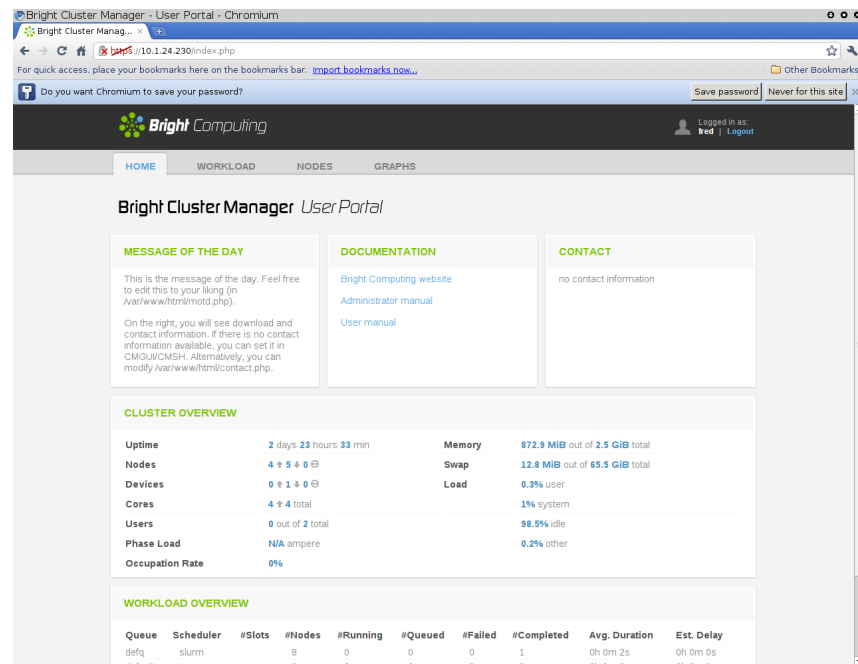 Bright Cluster Manager - User Portal - Chromium
Bright Cluster Manag...
https://10.1.24.230/index.php
For quick access, place your bookmarks here on the bookmarks bar. Import bookmarks now...
Other Bookmarks
Do you want Chromium to save your password?
Save password
Never for this site
Bright Computing
Logged in as:
fred | Logout
HOME WORKLOAD NODES GRAPHS
Bright Cluster Manager User Portal
MESSAGE OF THE DAY
This is the message of the day. Feel free
to edit this to your liking (in
/var/www/html/motd.php).
On the right, you will see download and
contact information. If there is no contact
information available, you can set it in
CMGUI/CMSH. Alternatively, you can
modify /var/www/html/contact.php.
DOCUMENTATION
Bright Computing website
Administrator manual
User manual
CONTACT
no contact information
CLUSTER OVERVIEW
Uptime 2 days 23 hours 33 min Memory 872.9 MiB out of 2.5 GiB total
Nodes 4 5 0 Swap 12.8 MiB out of 65.5 GiB total
Devices 0 1 0 Load 0.3% user
Cores 4 4 total 1% system
Users 0 out of 2 total 98.5% idle
Phase Load N/A ampere 0.2% other
Occupation Rate 0%
WORKLOAD OVERVIEW
Queue Scheduler #Slots #Nodes #Running #Queued #Failed #Completed Avg. Duration Est. Delay
defq slurm 8 0 0 0 1 0h 0m 2s 0h 0m 0s